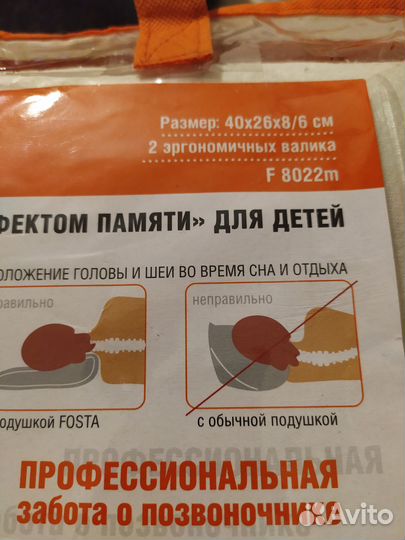 Размер: 40х26х8/6 см
2 эргономичных валика
F 8022m
ФЕКТОМ ПАМЯТИ» ДЛЯ ДЕТЕЙ
ОЛОЖЕНИЕ ГОЛОВЫ И ШЕИ ВО ВРЕМЯ СНА И ОТДЫХА
равильно
неправильно
одушкой FOSTA
с обычной подушкой
ПРОФЕССИОНАЛЬНАЯ
забота о позвоночнике
Avito